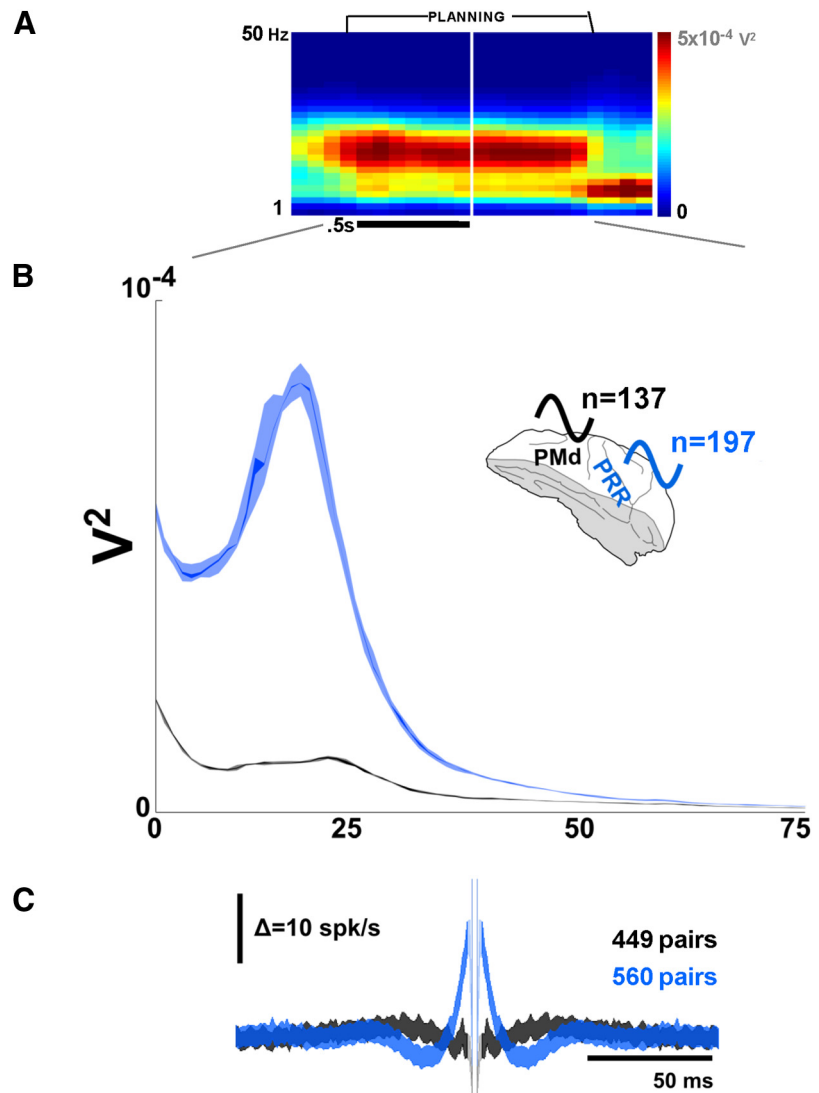 A
PLANNING
50 Hz
5x10⁻⁴ V²
1
0
.5s
B
10⁻⁴
n=137
n=197
PMd
PRR
V²
0
0
25
50
75
C
Δ=10 spk/s
449 pairs
560 pairs
50 ms